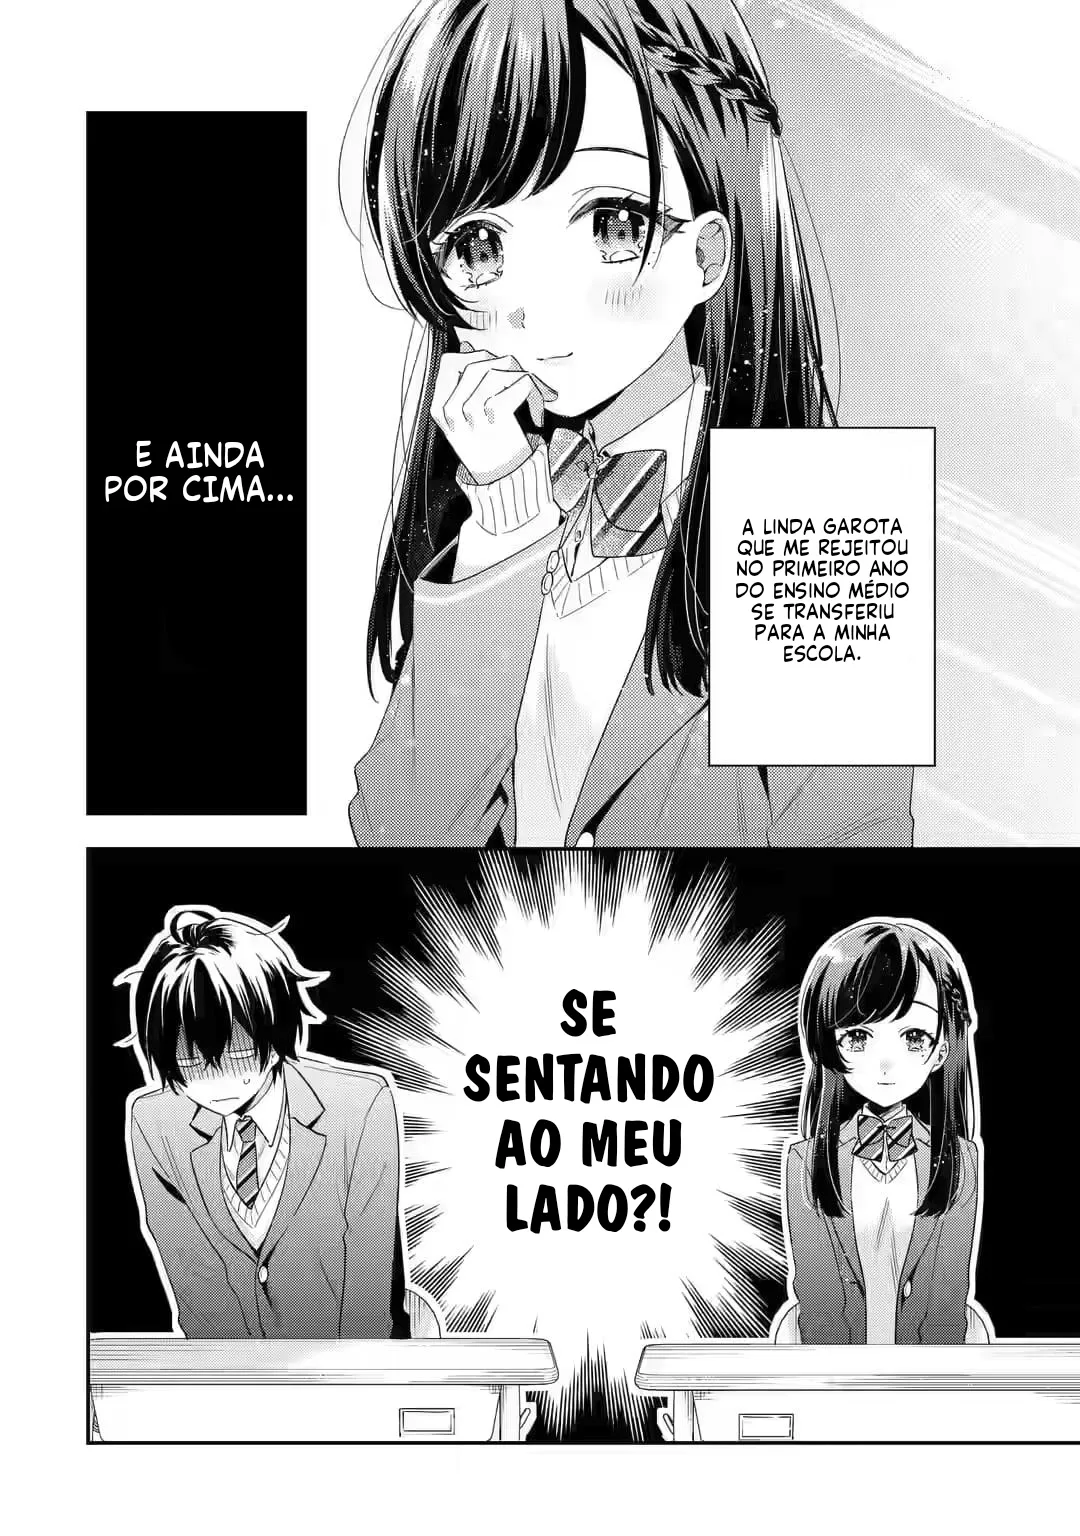 A LINDA GAROTA
QUE ME REJEITOU
NO PRIMEIRO ANO
DO ENSINO MÉDIO
SE TRANSFERIU
PARA A MINHA
ESCOLA.
E AINDA
POR CIMA...
SE
SENTANDO
AO MEU
LADO?!